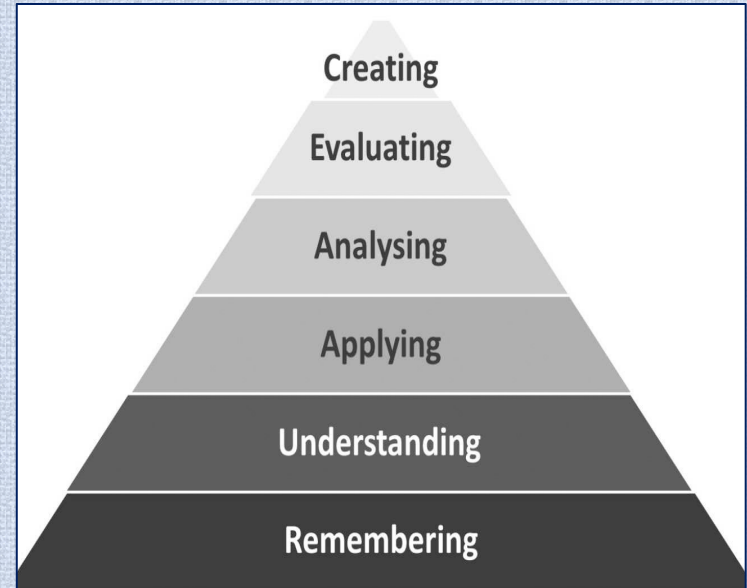 Creating
Evaluating
Analysing
Applying
Understanding
Remembering